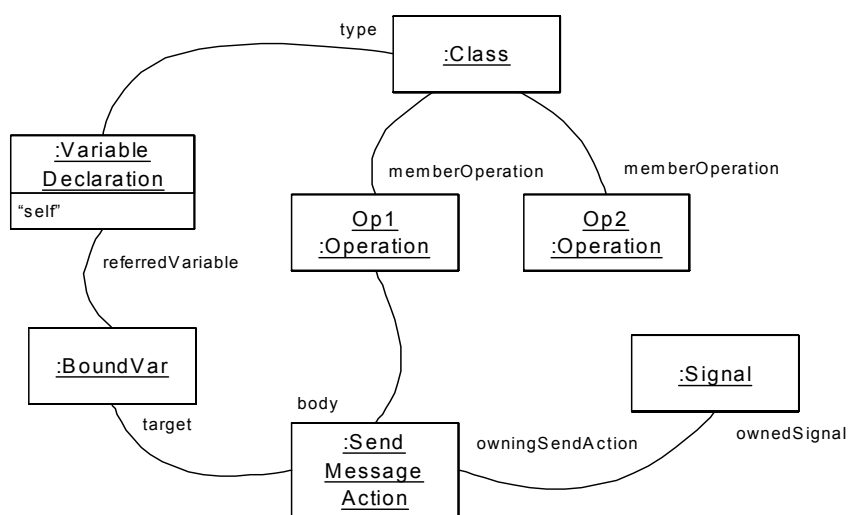 type
:Class
:Variable
Declaration
"self"
memberOperation
memberOperation
Op1
:Operation
Op2
:Operation
referredVariable
:BoundVar
:Signal
target
body
:Send
Message
Action
owningSendAction
ownedSignal